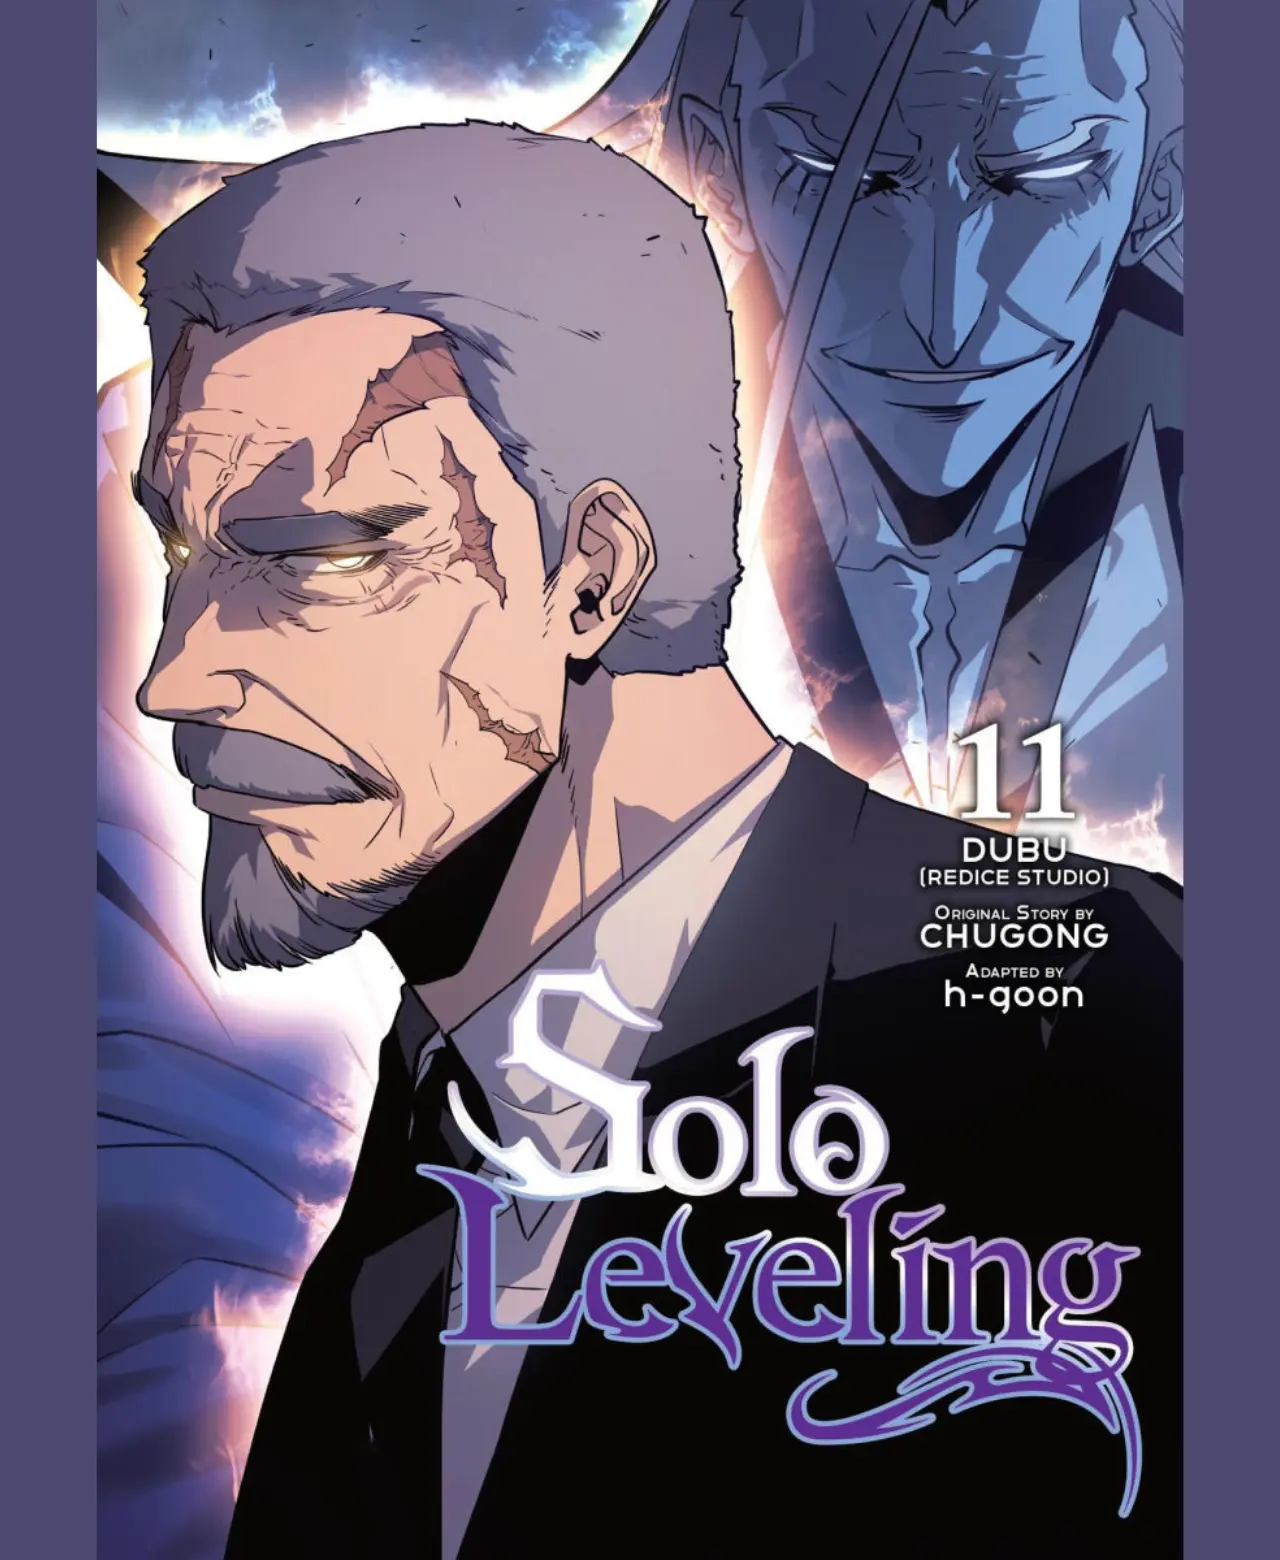 11
DUBU
(REDICE STUDIO)
ORIGINAL STORY BY
CHUGONG
ADAPTED BY
h-goon
Solo
Leveling